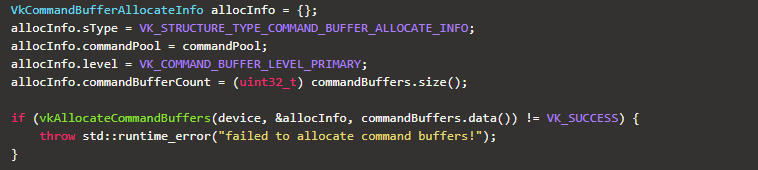 VkCommandBufferAllocateInfo allocInfo = {};
allocInfo.sType = VK_STRUCTURE_TYPE_COMMAND_BUFFER_ALLOCATE_INFO;
allocInfo.commandPool = commandPool;
allocInfo.level = VK_COMMAND_BUFFER_LEVEL_PRIMARY;
allocInfo.commandBufferCount = (uint32_t) commandBuffers.size();

if (vkAllocateCommandBuffers(device, &allocInfo, commandBuffers.data()) != VK_SUCCESS) {
    throw std::runtime_error("failed to allocate command buffers!");
}